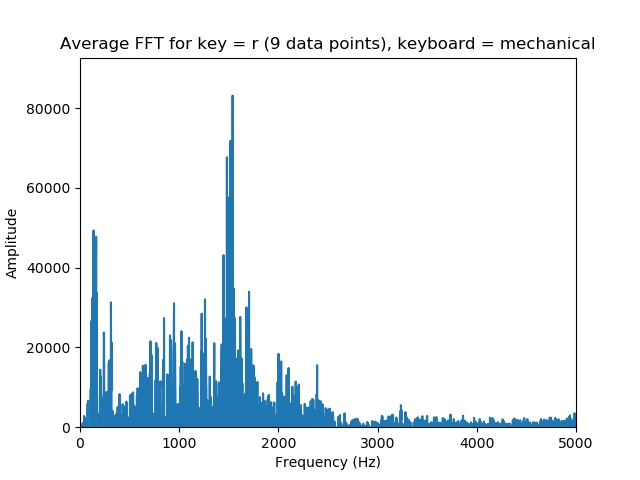 Average FFT for key = r (9 data points), keyboard = mechanical
80000
60000
40000
20000
0
Amplitude
0 1000 2000 3000 4000 5000
Frequency (Hz)